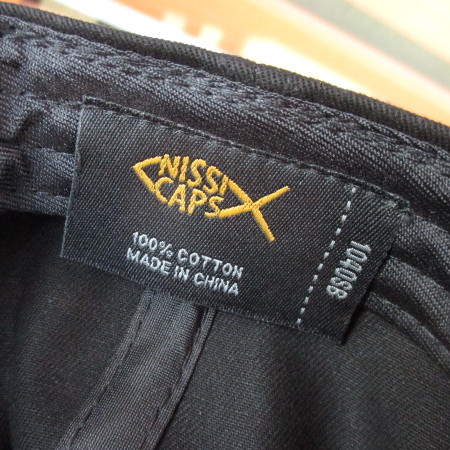 NISSI
CAPS
100% COTTON
MADE IN CHINA
1040SB